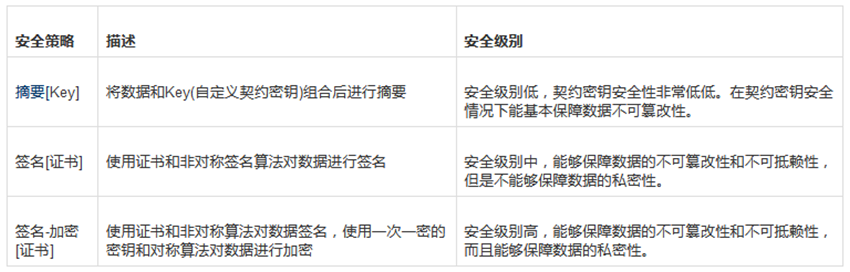 安全策略 描述 安全级别
摘要[Key] 将数据和Key(自定义契约密钥)组合后进行摘要 安全级别低，契约密钥安全性非常低低。在契约密钥安全
情况下能基本保障数据不可篡改性。
签名[证书] 使用证书和非对称签名算法对数据进行签名 安全级别中，能够保障数据的不可篡改性和不可抵赖性，
但是不能够保障数据的私密性。
签名-加密 使用证书和非对称算法对数据签名，使用一次一密的 安全级别高，能够保障数据的不可篡改性和不可抵赖性，
[证书] 密钥和对称算法对数据进行加密 而且能够保障数据的私密性。